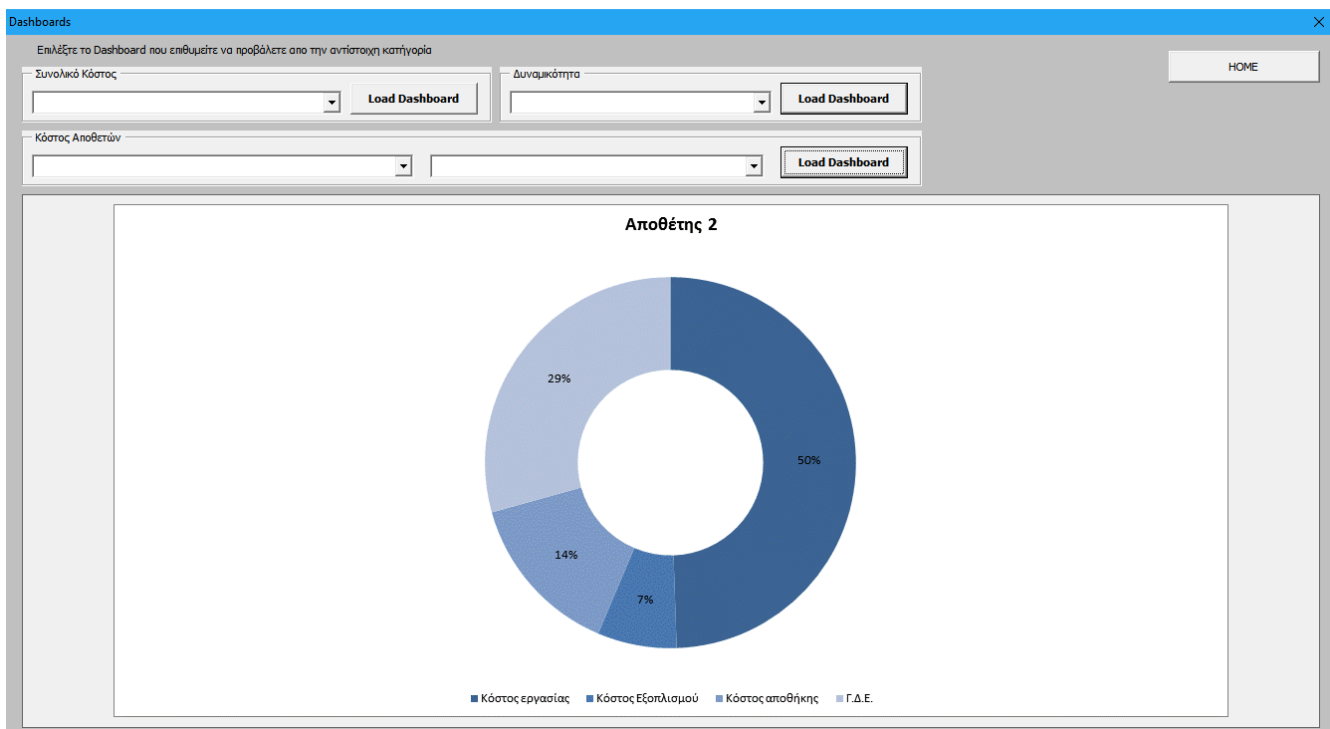 Dashboards
Επιλέξτε το Dashboard που επιθυμείτε να προβάλετε απο την αντίστοιχη κατήγορία
HOME
Συνολικό Κόστος
Load Dashboard
Δυναμικότητα
Load Dashboard
Κόστος Αποθετών
Load Dashboard
Αποθέτης 2
29%
50%
14%
7%
Κόστος εργασίας Κόστος Εξοπλισμού Κόστος αποθήκης Γ.Δ.Ε.